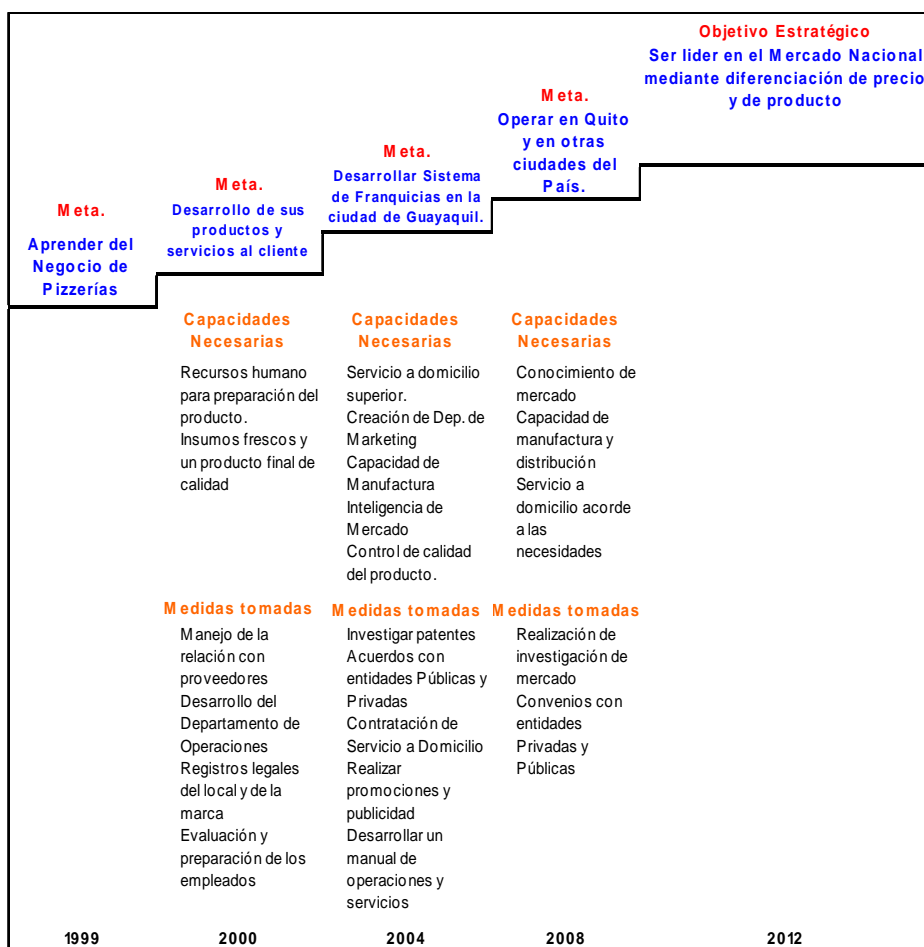 Objetivo Estratégico
Ser lider en el Mercado Nacional
mediante diferenciación de precio
y de producto
Meta.
Operar en Quito
y en otras
ciudades del
País.
Meta.
Desarrollar Sistema
de Franquicias en la
ciudad de Guayaquil.
Meta.
Desarrollo de sus
productos y
servicios al cliente
Meta.
Aprender del
Negocio de
Pizzerías
Capacidades
Necesarias
Recursos humano
para preparación del
producto.
Insumos frescos y
un producto final de
calidad
Capacidades
Necesarias
Servicio a domicilio
superior.
Creación de Dep. de
Marketing
Capacidad de
Manufactura
Inteligencia de
Mercado
Control de calidad
del producto.
Capacidades
Necesarias
Conocimiento de
mercado
Capacidad de
manufactura y
distribución
Servicio a
domicilio acorde
a las
necesidades
Medidas tomadas
Manejo de la
relación con
proveedores
Desarrollo del
Departamento de
Operaciones
Registros legales
del local y de la
marca
Evaluación y
preparación de los
empleados
Medidas tomadas
Investigar patentes
Acuerdos con
entidades Públicas y
Privadas
Contratación de
Servicio a Domicilio
Realizar
promociones y
publicidad
Desarrollar un
manual de
operaciones y
servicios
Medidas tomadas
Realización de
investigación de
mercado
Convenios con
entidades
Privadas y
Públicas
1999 2000 2004 2008 2012